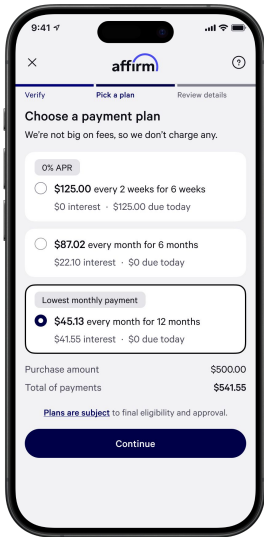 9:41
affirm
?
Verify
Pick a plan
Review details
Choose a payment plan
We're not big on fees, so we don't charge any.
0% APR
$125.00 every 2 weeks for 6 weeks
$0 interest · $125.00 due today
$87.02 every month for 6 months
$22.10 interest · $0 due today
Lowest monthly payment
$45.13 every month for 12 months
$41.55 interest · $0 due today
Purchase amount $500.00
Total of payments $541.55
Plans are subject to final eligibility and approval.
Continue